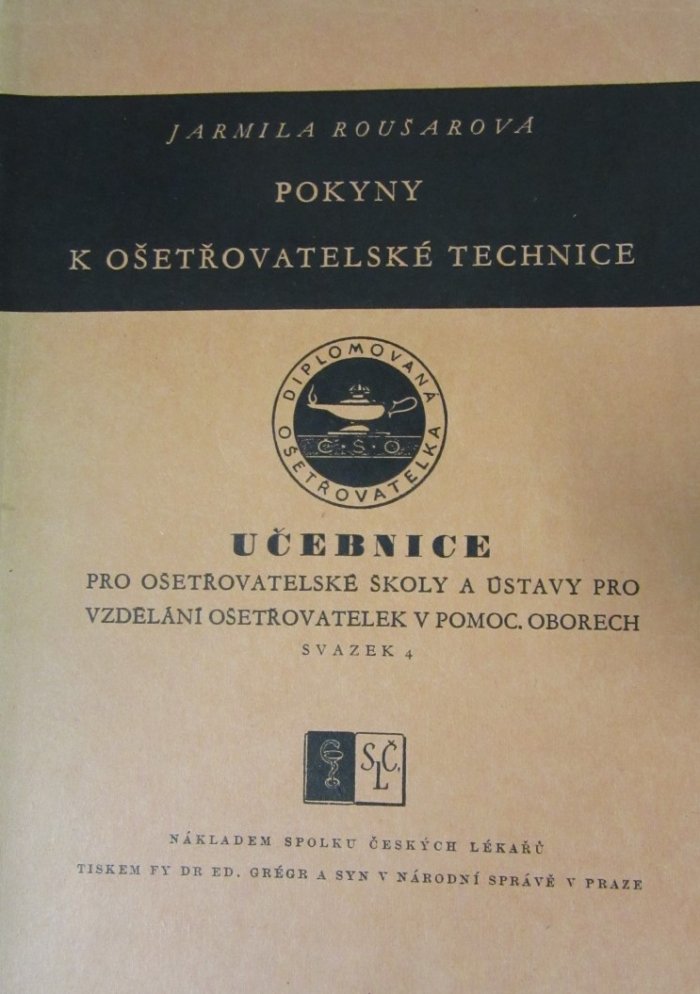 JARMILA ROUŠAROVÁ
POKYNY
K OŠETŘOVATELSKÉ TECHNICE
DIPLOMOVANÁ
Č·S·O
OŠETŘOVATELKA
UČEBNICE
PRO OŠETŘOVATELSKÉ ŠKOLY A ÚSTAVY PRO
VZDĚLÁNÍ OŠETŘOVATELEK V POMOC. OBORECH
SVAZEK 4
SLČ.
NÁKLADEM SPOLKU ČESKÝCH LÉKAŘŮ
TISKEM FY DR ED. GRÉGR A SYN V NÁRODNÍ SPRÁVĚ V PRAZE